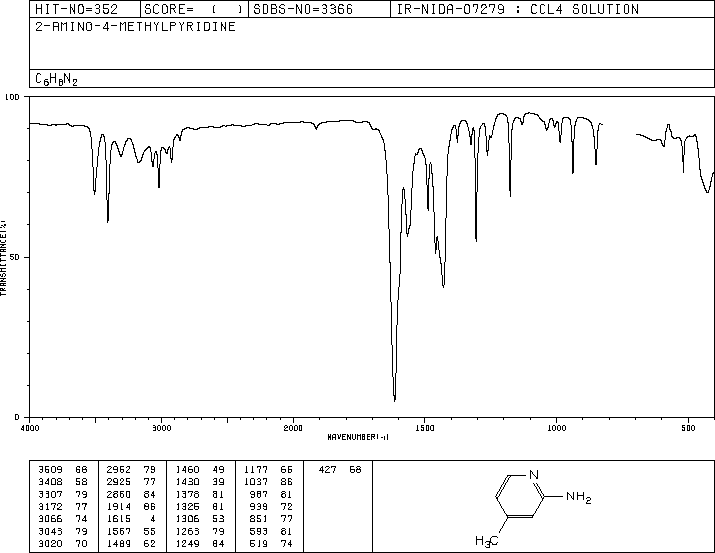 HIT-NO=352 SCORE= ( ) SDBS-NO=3366 IR-NIDA-07279 : CCL4 SOLUTION
2-AMINO-4-METHYLPYRIDINE
C6H8N2
100
50
0
TRANSMITTANCE(%)
4000 3000 2000 1500 1000 500
WAVENUMBER(-1)
3509 66 2952 79 1460 49 1177 66 427 68
3408 58 2925 77 1430 39 1037 86
3307 79 2860 84 1378 81 987 81
3172 77 1914 86 1325 81 939 72
3066 74 1615 4 1306 53 851 77
3043 79 1567 55 1263 79 593 81
3020 70 1489 62 1249 84 519 74
N
NH2
H3C